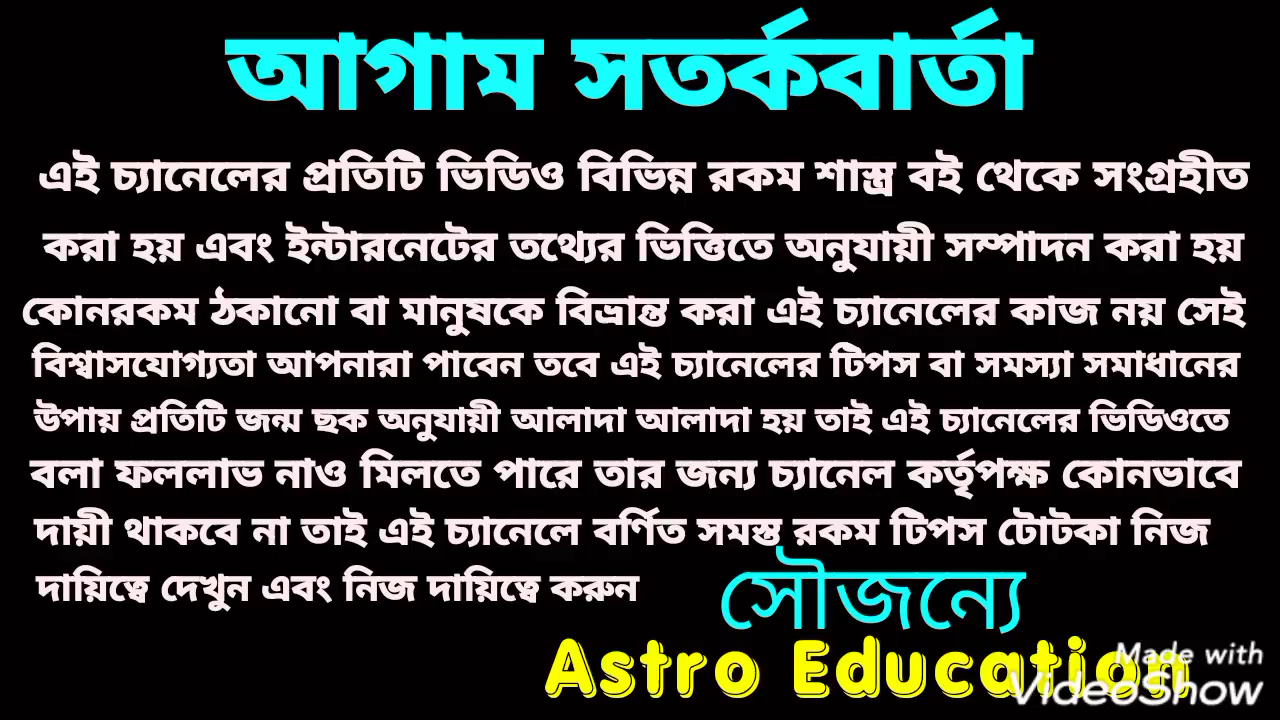 আগাম সতর্কবার্তা
এই চ্যানেলের প্রতিটি ভিডিও বিভিন্ন রকম শাস্ত্র বই থেকে সংগ্রহীত
করা হয় এবং ইন্টারনেটের তথ্যের ভিত্তিতে অনুযায়ী সম্পাদন করা হয়
কোনরকম ঠকানো বা মানুষকে বিভ্রান্ত করা এই চ্যানেলের কাজ নয় সেই
বিশ্বাসযোগ্যতা আপনারা পাবেন তবে এই চ্যানেলের টিপস বা সমস্যা সমাধানের
উপায় প্রতিটি জন্ম ছক অনুযায়ী আলাদা আলাদা হয় তাই এই চ্যানেলের ভিডিওতে
বলা ফললাভ নাও মিলতে পারে তার জন্য চ্যানেল কর্তৃপক্ষ কোনভাবে
দায়ী থাকবে না তাই এই চ্যানেলে বর্ণিত সমস্ত রকম টিপস টোটকা নিজ
দায়িত্বে দেখুন এবং নিজ দায়িত্বে করুন
সৌজন্যে
Astro Education
Made with
VideoShow